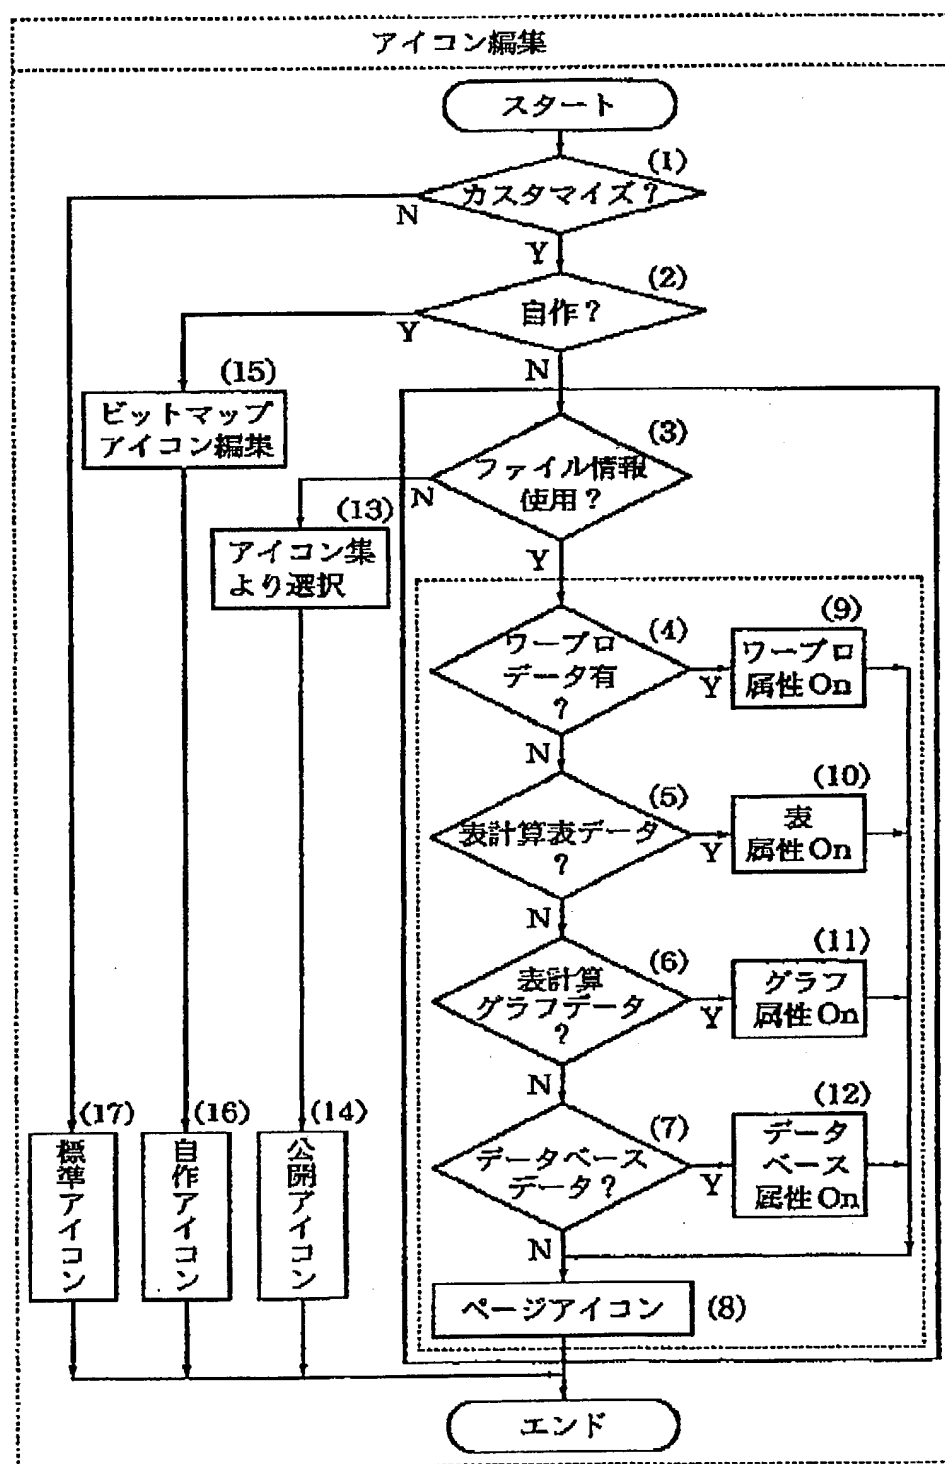 アイコン編集
スタート
(1)
カスタマイズ？
N
Y
(2)
自作？
Y
N
(15)
ビットマップ
アイコン編集
(3)
ファイル情報
使用？
N
Y
(13)
アイコン集
より選択
(4)
ワープロ
データ有
？
Y
N
(9)
ワープロ
属性On
(5)
表計算表データ
？
Y
N
(10)
表
属性On
(6)
表計算
グラフデータ
？
Y
N
(11)
グラフ
属性On
(7)
データベース
データ？
Y
N
(12)
データ
ベース
属性On
(17)
標準アイコン
(16)
自作アイコン
(14)
公開アイコン
ページアイコン
(8)
エンド